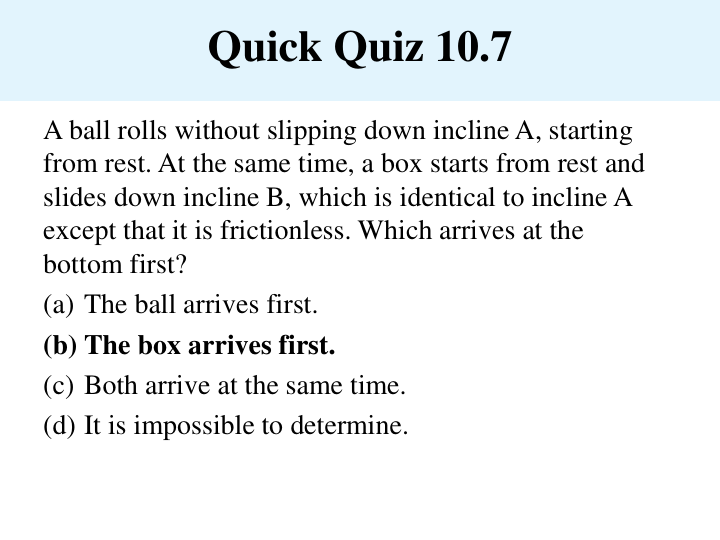 Quick Quiz 10.7
A ball rolls without slipping down incline A, starting
from rest. At the same time, a box starts from rest and
slides down incline B, which is identical to incline A
except that it is frictionless. Which arrives at the
bottom first?
(a) The ball arrives first.
(b) The box arrives first.
(c) Both arrive at the same time.
(d) It is impossible to determine.